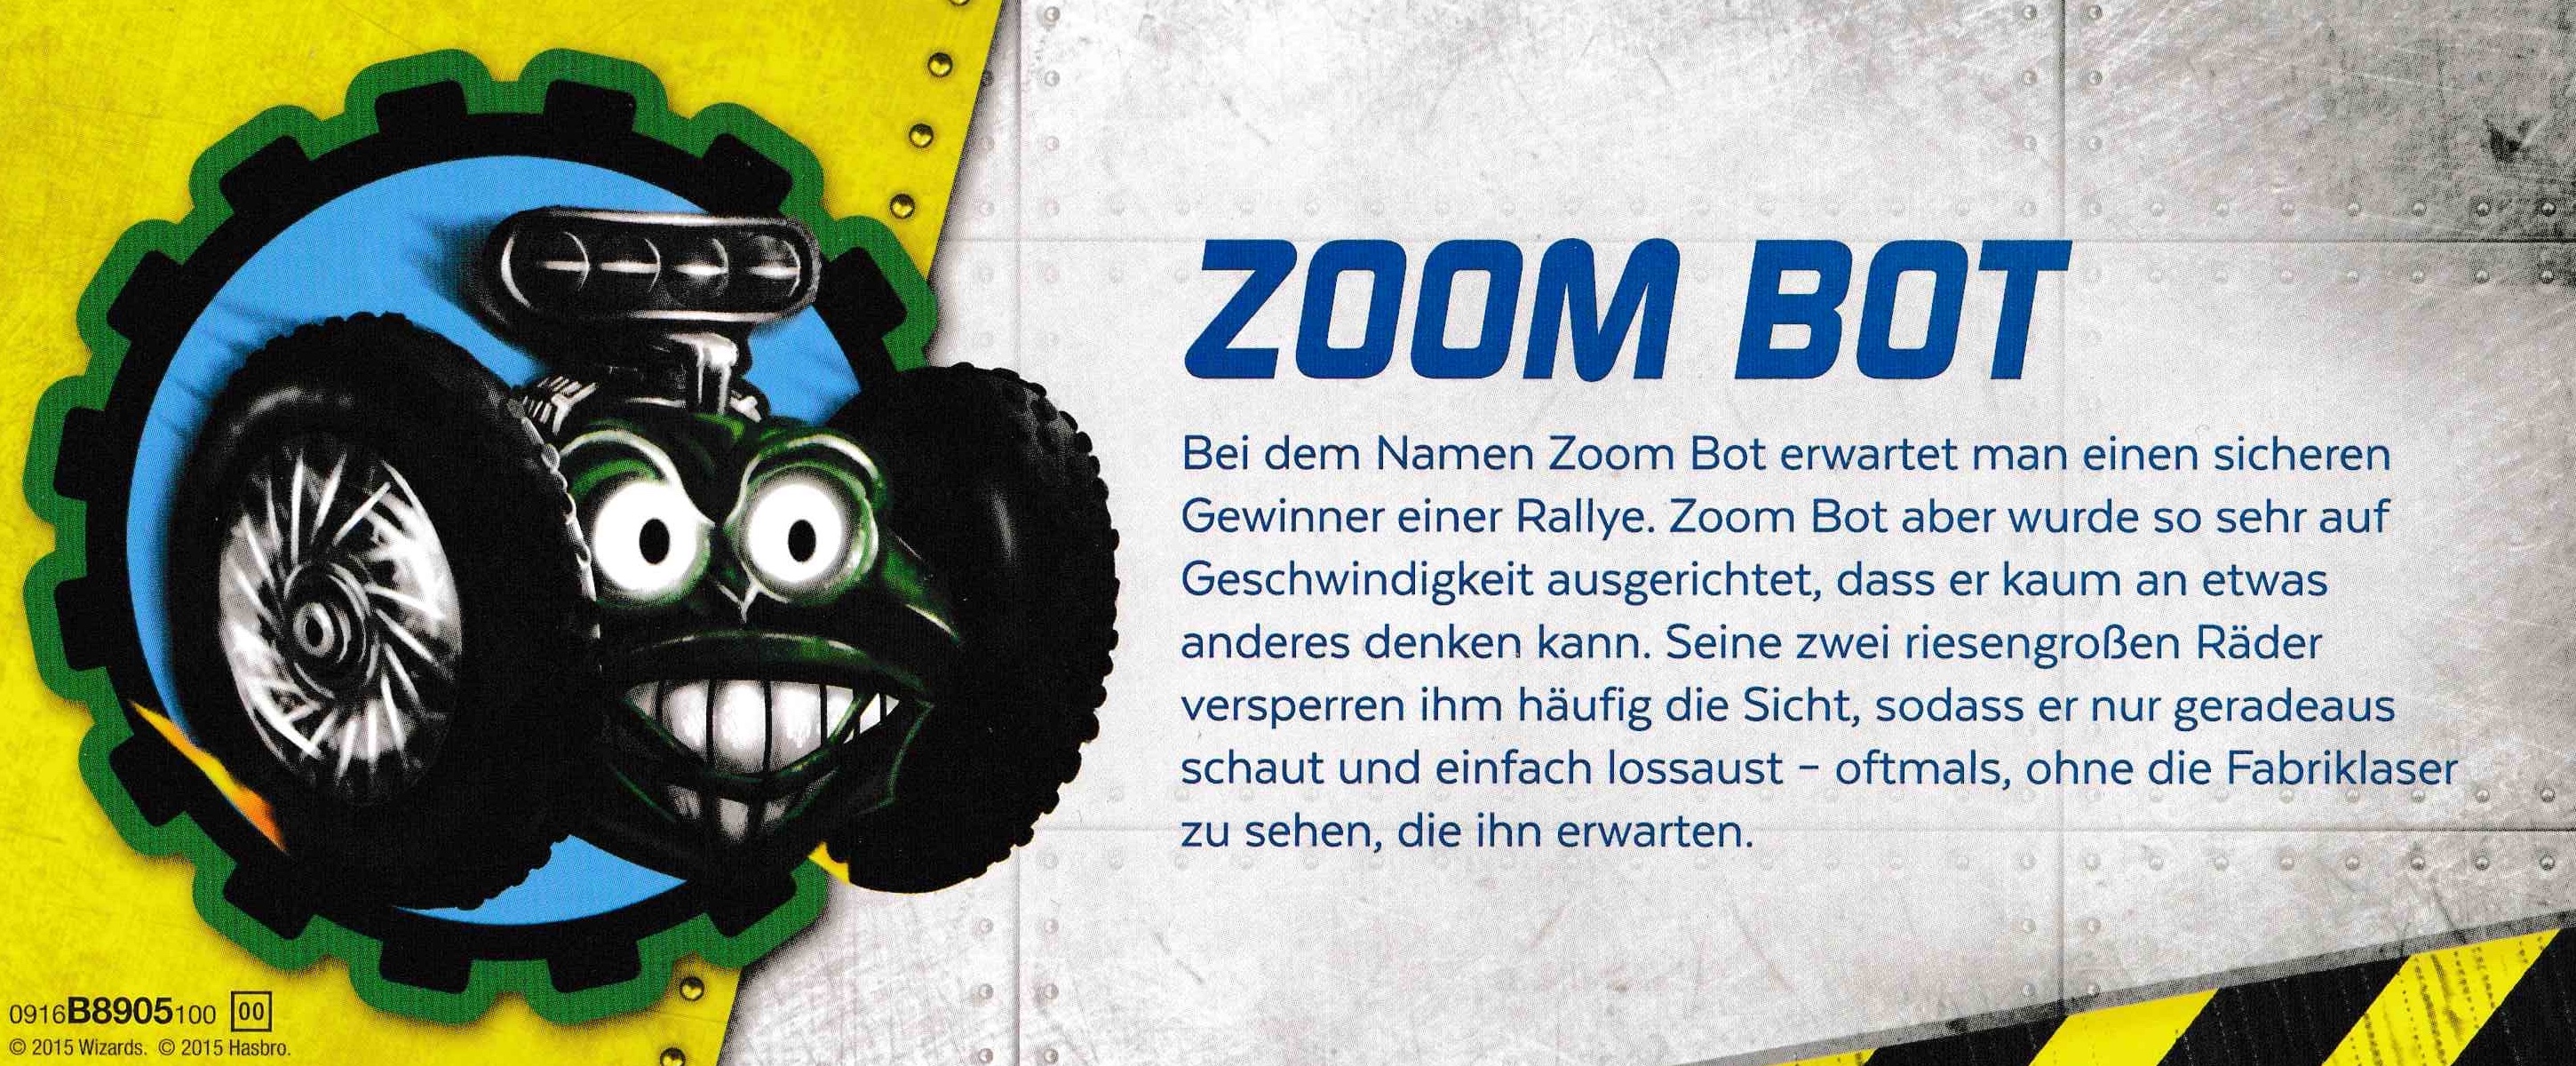 ZOOM BOT
Bei dem Namen Zoom Bot erwartet man einen sicheren
Gewinner einer Rallye. Zoom Bot aber wurde so sehr auf
Geschwindigkeit ausgerichtet, dass er kaum an etwas
anderes denken kann. Seine zwei riesengroßen Räder
versperren ihm häufig die Sicht, sodass er nur geradeaus
schaut und einfach lossaust – oftmals, ohne die Fabriklaser
zu sehen, die ihn erwarten.
0916B8905100 00
© 2015 Wizards. © 2015 Hasbro.